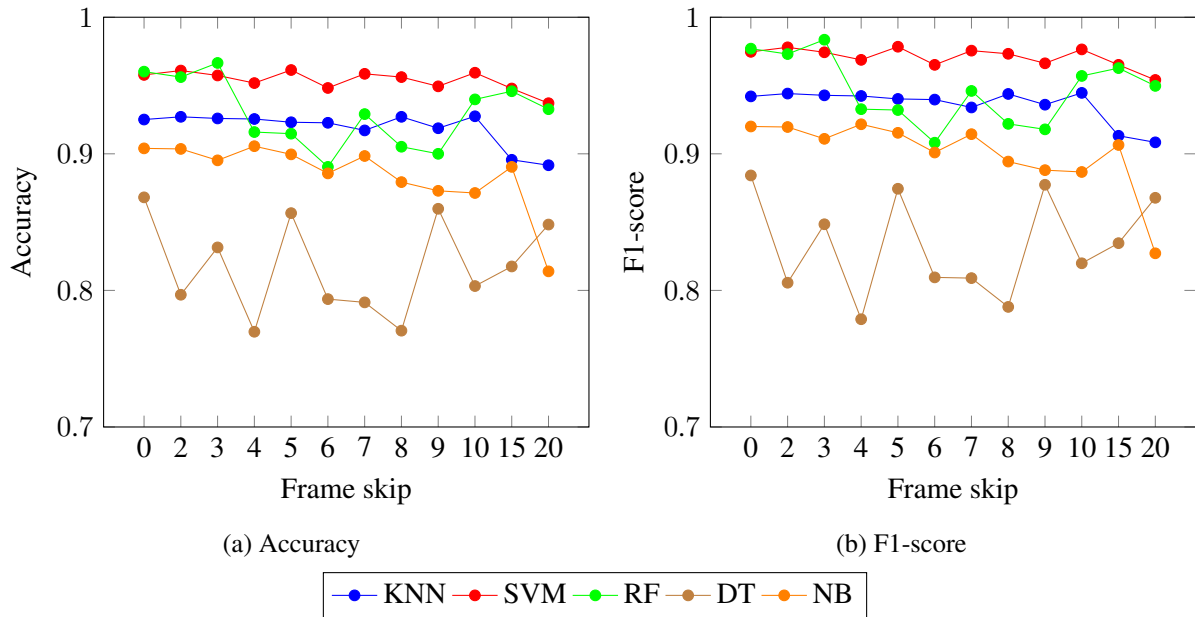 1
0.9
0.8
0.7
Accuracy
0 2 3 4 5 6 7 8 9 10 15 20
Frame skip
(a) Accuracy
1
0.9
0.8
0.7
F1-score
0 2 3 4 5 6 7 8 9 10 15 20
Frame skip
(b) F1-score
KNN SVM RF DT NB